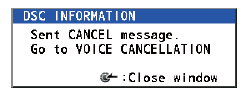 DSC INFORMATION
Sent CANCEL message.
Go to VOICE CANCELLATION
:Close window